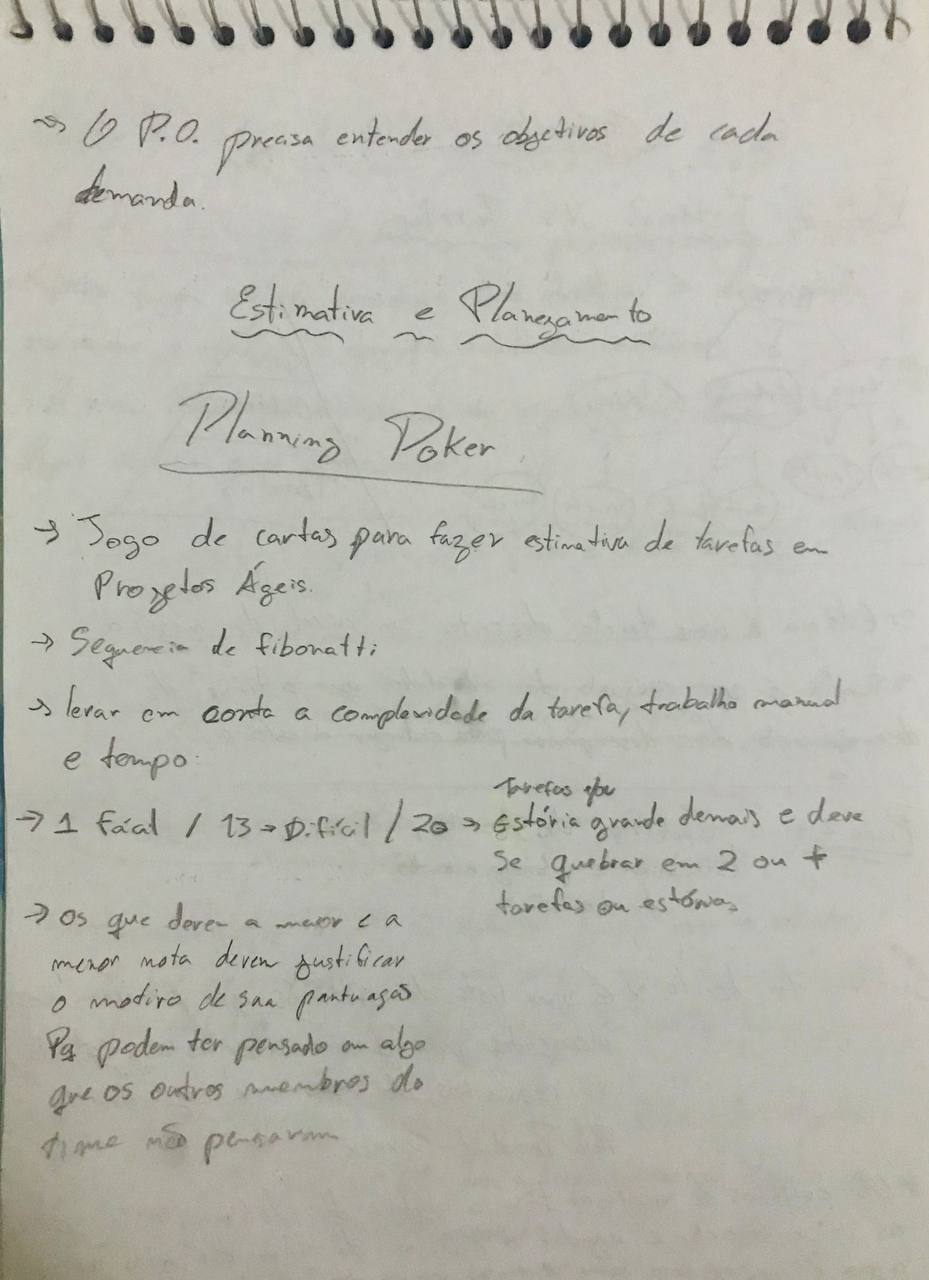 → O P.O. precisa entender os objetivos de cada
demanda.
Estimativa e Planejamento
Planning Poker
→ Jogo de cartas para fazer estimativa de tarefas em
Projetos Ágeis.
→ Sequencia de fibonatti
→ levar em conta a complexidade da tarefa, trabalho manual
e tempo:
Tarefas ou
→ 1 fácil / 13 → Difícil / 20 → Estória grande demais e deve
se quebrar em 2 ou +
tarefas ou estórias
→ Os que derem a maior e a
menor nota devem justificar
o motivo de sua pontuação
Pq podem ter pensado em algo
que os outros membros do
time não pensaram